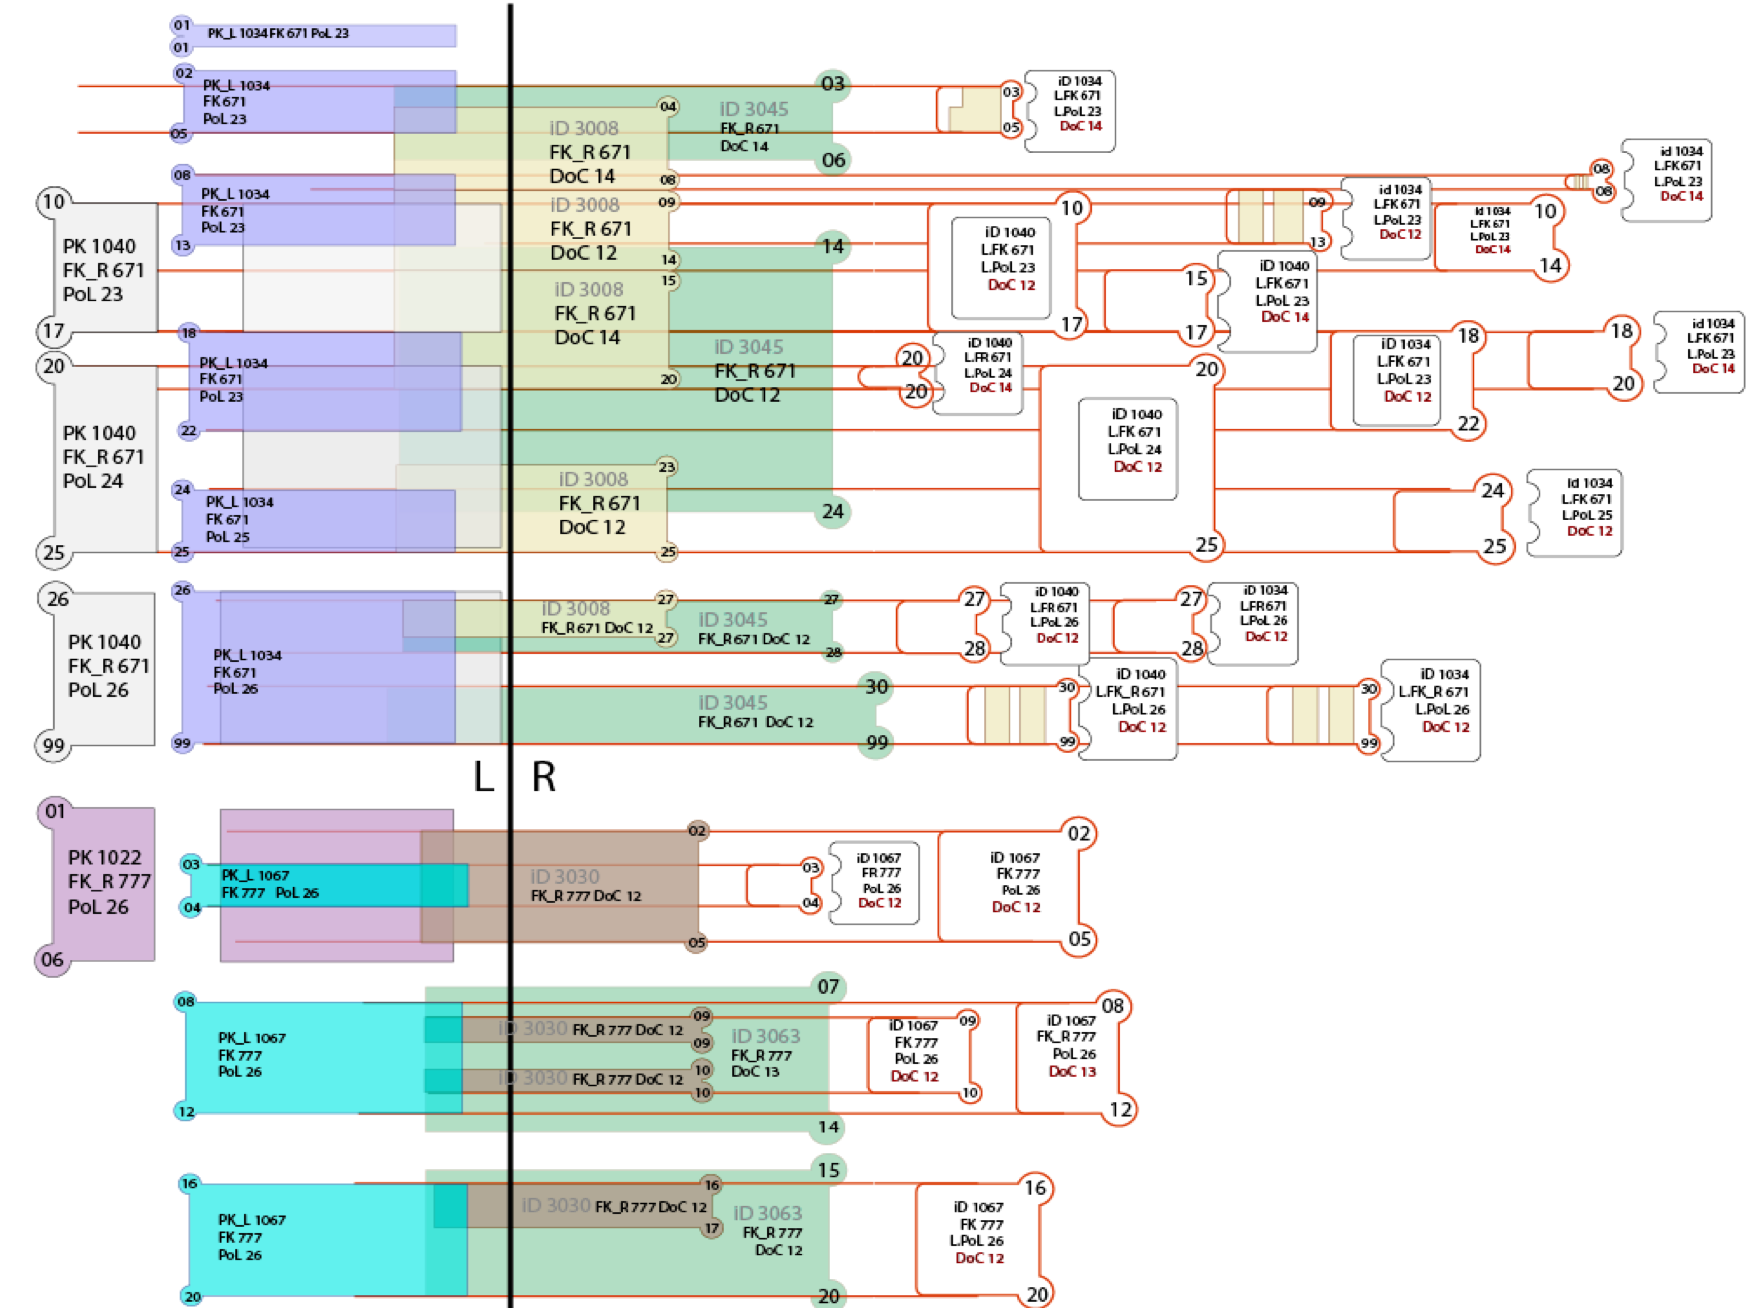 01
PK_L 1034 FK 671 PoL 23
01
02
PK_L 1034
FK 671
PoL 23
05
03
iD 3045
FK_R 671
DoC 14
06
04
iD 3008
FK_R 671
DoC 14
08
03
05
iD 1034
L.FK 671
L.PoL 23
DoC 14
08
08
id 1034
L.FK 671
L.PoL 23
DoC 14
08
PK_L 1034
FK 671
PoL 23
13
10
PK 1040
FK_R 671
PoL 23
17
09
iD 3008
FK_R 671
DoC 12
14
15
iD 3008
FK_R 671
DoC 14
20
14
iD 3045
FK_R 671
DoC 12
24
10
iD 1040
L.FK 671
L.PoL 23
DoC 12
17
09
13
id 1034
L.FK 671
L.PoL 23
DoC 12
10
Id 1034
L.FK 671
L.PoL 23
DoC 14
14
15
17
iD 1040
L.FK 671
L.PoL 23
DoC 14
18
PK_L 1034
FK 671
PoL 23
22
20
PK 1040
FK_R 671
PoL 24
25
20
20
iD 1040
L.FR 671
L.PoL 24
DoC 14
20
iD 1040
L.FK 671
L.PoL 24
DoC 12
25
18
iD 1034
L.FK 671
L.PoL 23
DoC 12
22
18
20
id 1034
L.FK 671
L.PoL 23
DoC 14
24
PK_L 1034
FK 671
PoL 25
25
23
iD 3008
FK_R 671
DoC 12
25
24
25
Id 1034
L.FK 671
L.PoL 25
DoC 12
26
PK 1040
FK_R 671
PoL 26
99
26
PK_L 1034
FK 671
PoL 26
99
27
iD 3008
FK_R 671 DoC 12
27
27
iD 3045
FK_R 671 DoC 12
28
27
28
iD 1040
L.FR 671
L.PoL 26
DoC 12
27
28
iD 1034
L.FR 671
L.PoL 26
DoC 12
30
iD 3045
FK_R 671 DoC 12
99
30
99
iD 1040
L.FK_R 671
L.PoL 26
DoC 12
30
99
iD 1034
L.FK_R 671
L.PoL 26
DoC 12
L R
01
PK 1022
FK_R 777
PoL 26
06
03
PK_L 1067
FK 777 PoL 26
04
02
iD 3030
FK_R 777 DoC 12
05
03
04
iD 1067
FR 777
PoL 26
DoC 12
02
iD 1067
FK 777
PoL 26
DoC 12
05
08
PK_L 1067
FK 777
PoL 26
12
09
iD 3030 FK_R 777 DoC 12
09
10
iD 3030 FK_R 777 DoC 12
10
07
iD 3063
FK_R 777
DoC 13
14
09
iD 1067
FK 777
PoL 26
DoC 12
10
08
iD 1067
FK_R 777
PoL 26
DoC 13
12
16
PK_L 1067
FK 777
PoL 26
20
16
iD 3030 FK_R 777 DoC 12
17
15
iD 3063
FK_R 777
DoC 12
20
16
iD 1067
FK 777
L.PoL 26
DoC 12
20